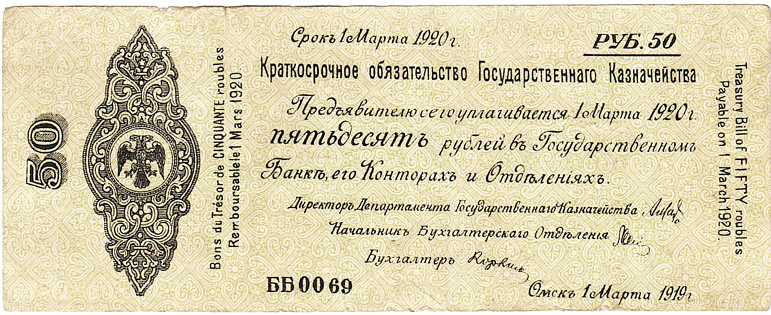 Срокъ 1 Марта 1920 г.
РУБ. 50
Краткосрочное обязательство Государственнаго Казначейства
Предъявителю сего уплачивается 1 Марта 1920 г.
пятьдесятъ рублей въ Государственномъ
Банкѣ, его Конторахъ и Отдѣленіяхъ.
Директоръ Департамента Государственнаго Казначейства
Начальникъ Бухгалтерскаго Отдѣленія
Бухгалтеръ
ББ0069
Омскъ 1 Марта 1919 г.
50
Bons du Trésor de CINQUANTE roubles
Remboursable 1 Mars 1920.
Treasury Bill of FIFTY roubles
Payable on 1 March 1920.